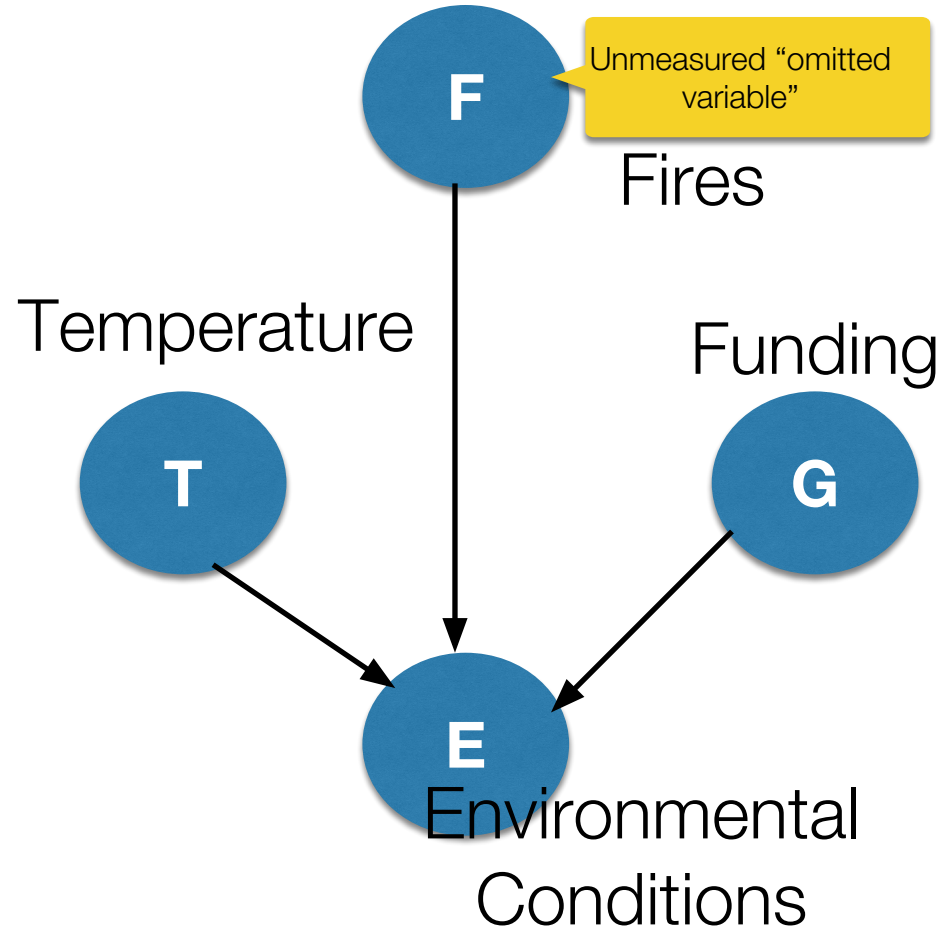 F
Unmeasured “omitted
variable”
Fires
Temperature
Funding
T
G
E
Environmental
Conditions